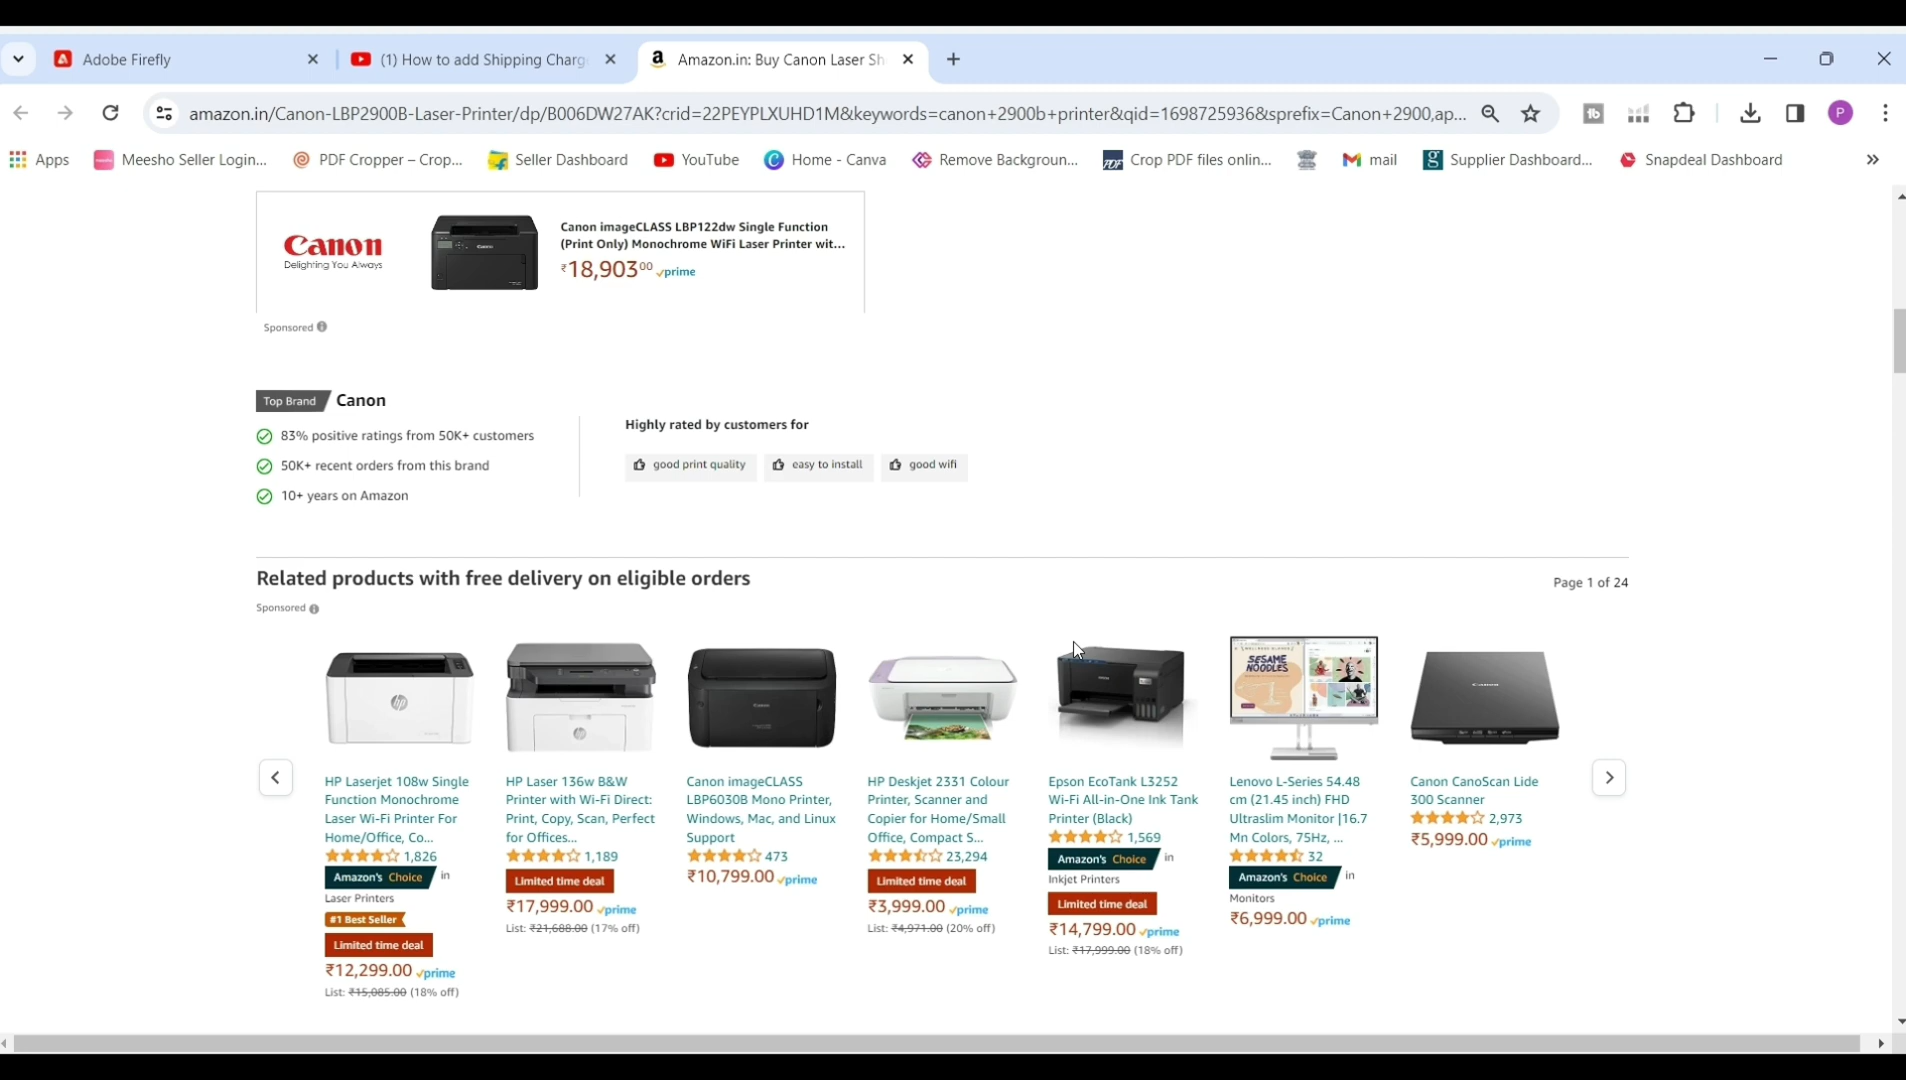 Adobe Firefly
(1) How to add Shipping Charg
Amazon.in: Buy Canon Laser Sh
amazon.in/Canon-LBP2900B-Laser-Printer/dp/B006DW27AK?crid=22PEYPLXUHD1M&keywords=canon+2900b+printer&qid=1698725936&sprefix=Canon+2900,ap...
P
Apps
Meesho Seller Login...
PDF Cropper – Crop...
Seller Dashboard
YouTube
Home - Canva
Remove Backgroun...
Crop PDF files onlin...
mail
Supplier Dashboard...
Snapdeal Dashboard
Canon
Delighting You Always
Canon imageCLASS LBP122dw Single Function
(Print Only) Monochrome WiFi Laser Printer wit...
₹18,903⁰⁰ prime
Sponsored
Top Brand Canon
83% positive ratings from 50K+ customers
50K+ recent orders from this brand
10+ years on Amazon
Highly rated by customers for
good print quality
easy to install
good wifi
Related products with free delivery on eligible orders
Page 1 of 24
Sponsored
HP Laserjet 108w Single
Function Monochrome
Laser Wi-Fi Printer For
Home/Office, Co...
1,826
Amazon's Choice in
Laser Printers
#1 Best Seller
Limited time deal
₹12,299.00 prime
List: ₹15,085.00 (18% off)
HP Laser 136w B&W
Printer with Wi-Fi Direct:
Print, Copy, Scan, Perfect
for Offices...
1,189
Limited time deal
₹17,999.00 prime
List: ₹21,688.00 (17% off)
Canon imageCLASS
LBP6030B Mono Printer,
Windows, Mac, and Linux
Support
473
₹10,799.00 prime
HP Deskjet 2331 Colour
Printer, Scanner and
Copier for Home/Small
Office, Compact S...
23,294
Limited time deal
₹3,999.00 prime
List: ₹4,971.00 (20% off)
Epson EcoTank L3252
Wi-Fi All-in-One Ink Tank
Printer (Black)
1,569
Amazon's Choice in
Inkjet Printers
Limited time deal
₹14,799.00 prime
List: ₹17,999.00 (18% off)
SESAME
NOODLES
Lenovo L-Series 54.48
cm (21.45 inch) FHD
Ultraslim Monitor |16.7
Mn Colors, 75Hz, ...
32
Amazon's Choice in
Monitors
₹6,999.00 prime
Canon CanoScan Lide
300 Scanner
2,973
₹5,999.00 prime